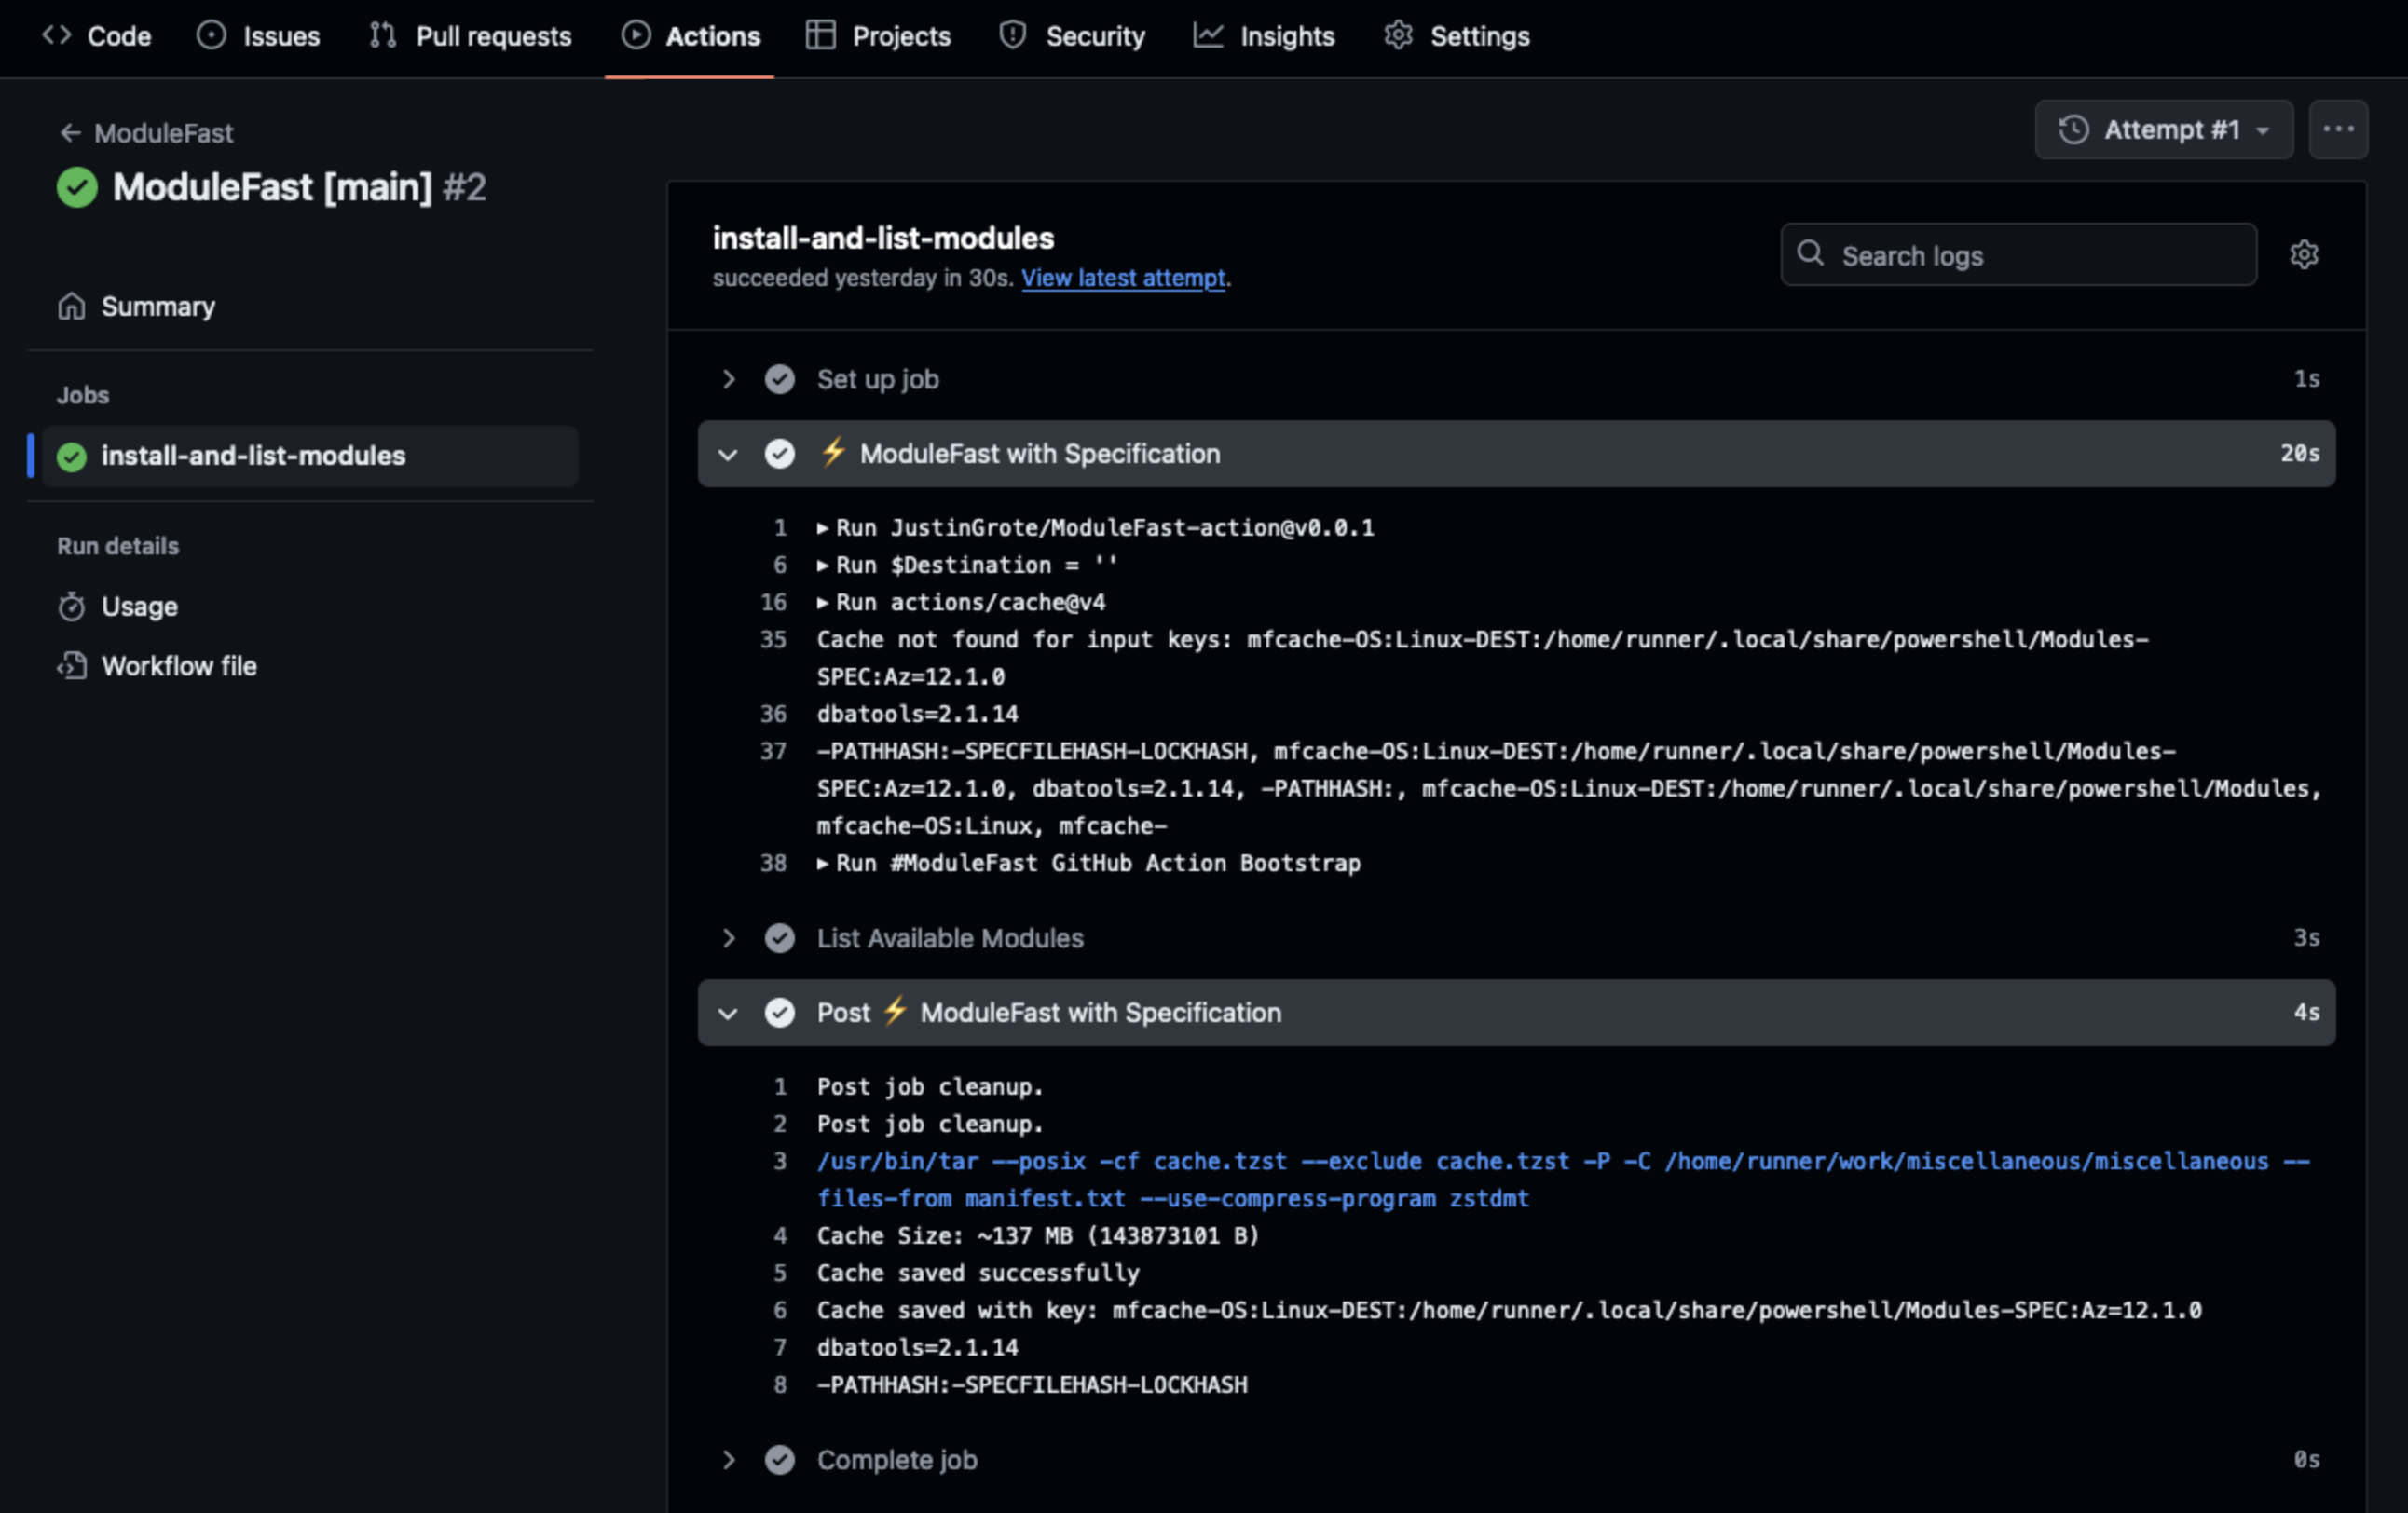 Code Issues Pull requests Actions Projects Security Insights Settings
← ModuleFast
Attempt #1
ModuleFast [main] #2
install-and-list-modules
succeeded yesterday in 30s. View latest attempt.
Search logs
Summary
Jobs
install-and-list-modules
Run details
Usage
Workflow file
Set up job 1s
⚡ ModuleFast with Specification 20s
1 ▶ Run JustinGrote/ModuleFast-action@v0.0.1
6 ▶ Run $Destination = ''
16 ▶ Run actions/cache@v4
35 Cache not found for input keys: mfcache-OS:Linux-DEST:/home/runner/.local/share/powershell/Modules-
SPEC:Az=12.1.0
36 dbatools=2.1.14
37 -PATHHASH:-SPECFILEHASH-LOCKHASH, mfcache-OS:Linux-DEST:/home/runner/.local/share/powershell/Modules-
SPEC:Az=12.1.0, dbatools=2.1.14, -PATHHASH:, mfcache-OS:Linux-DEST:/home/runner/.local/share/powershell/Modules,
mfcache-OS:Linux, mfcache-
38 ▶ Run #ModuleFast GitHub Action Bootstrap
List Available Modules 3s
Post ⚡ ModuleFast with Specification 4s
1 Post job cleanup.
2 Post job cleanup.
3 /usr/bin/tar --posix -cf cache.tzst --exclude cache.tzst -P -C /home/runner/work/miscellaneous/miscellaneous --
files-from manifest.txt --use-compress-program zstdmt
4 Cache Size: ~137 MB (143873101 B)
5 Cache saved successfully
6 Cache saved with key: mfcache-OS:Linux-DEST:/home/runner/.local/share/powershell/Modules-SPEC:Az=12.1.0
7 dbatools=2.1.14
8 -PATHHASH:-SPECFILEHASH-LOCKHASH
Complete job 0s